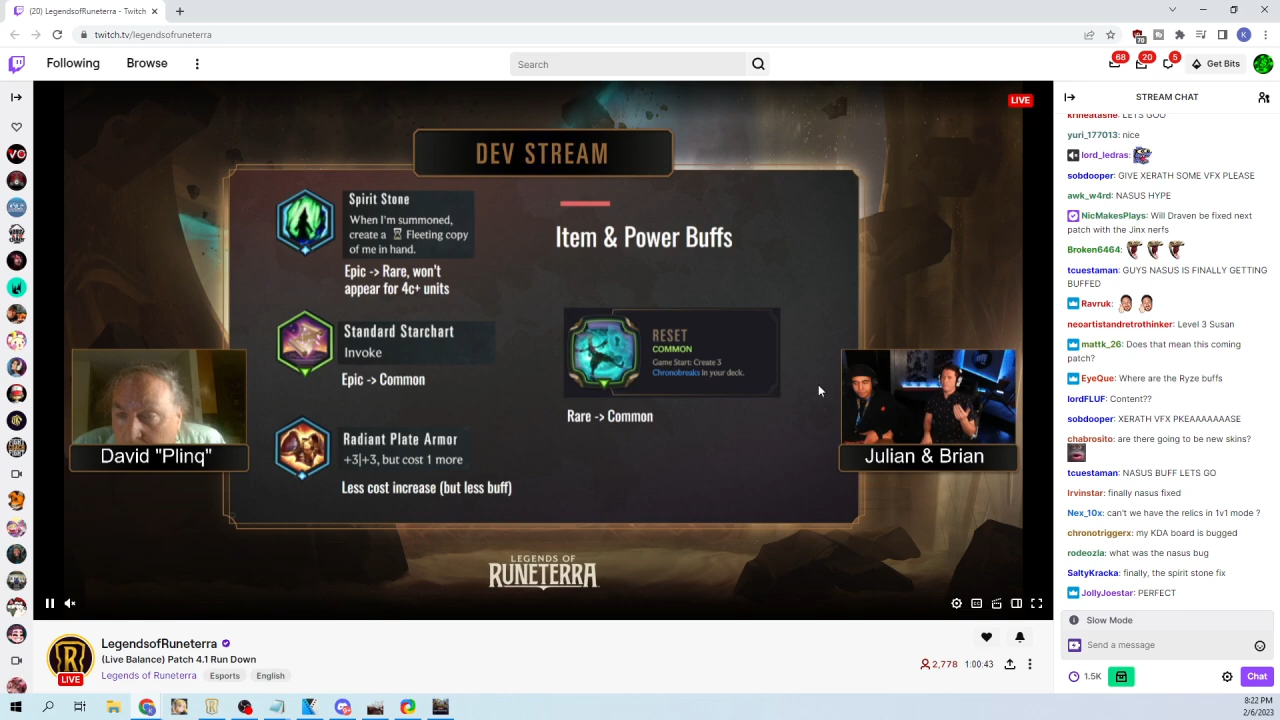 (20) LegendsofRuneterra - Twitch
twitch.tv/legendsofruneterra
70
K
Following
Browse
Search
68
20
5
Get Bits
LIVE
DEV STREAM
Spirit Stone
When I'm summoned,
create a Fleeting copy
of me in hand.
Epic -> Rare, won't
appear for 4c+ units
Standard Starchart
Invoke
Epic -> Common
Radiant Plate Armor
+3|+3, but cost 1 more
Less cost increase (but less buff)
Item & Power Buffs
RESET
COMMON
Game Start: Create 3
Chronobreaks in your deck.
Rare -> Common
David "Plinq"
Julian & Brian
LEGENDS OF
RUNETERRA
STREAM CHAT
krineatashe: LETS GOO
yuri_177013: nice
lord_ledras:
sobdooper: GIVE XERATH SOME VFX PLEASE
awk_w4rd: NASUS HYPE
NicMakesPlays: Will Draven be fixed next
patch with the Jinx nerfs
Broken6464:
tcuestaman: GUYS NASUS IS FINALLY GETTING
BUFFED
Ravruk:
neoartistandretrothinker: Level 3 Susan
mattk_26: Does that mean this coming
patch?
EyeQue: Where are the Ryze buffs
lordFLUF: Content??
sobdooper: XERATH VFX PKEAAAAAASE
chabrosito: are there going to be new skins?
tcuestaman: NASUS BUFF LETS GO
Irvinstar: finally nasus fixed
Nex_10x: can't we have the relics in 1v1 mode ?
chronotriggerx: my KDA board is bugged
rodeozla: what was the nasus bug
SaltyKracka: finally, the spirit stone fix
JollyJoestar: PERFECT
Slow Mode
Send a message
1.5K
Chat
LegendsofRuneterra
(Live Balance) Patch 4.1 Run Down
Legends of Runeterra
Esports
English
LIVE
2,778
1:00:43
8:22 PM
2/6/2023